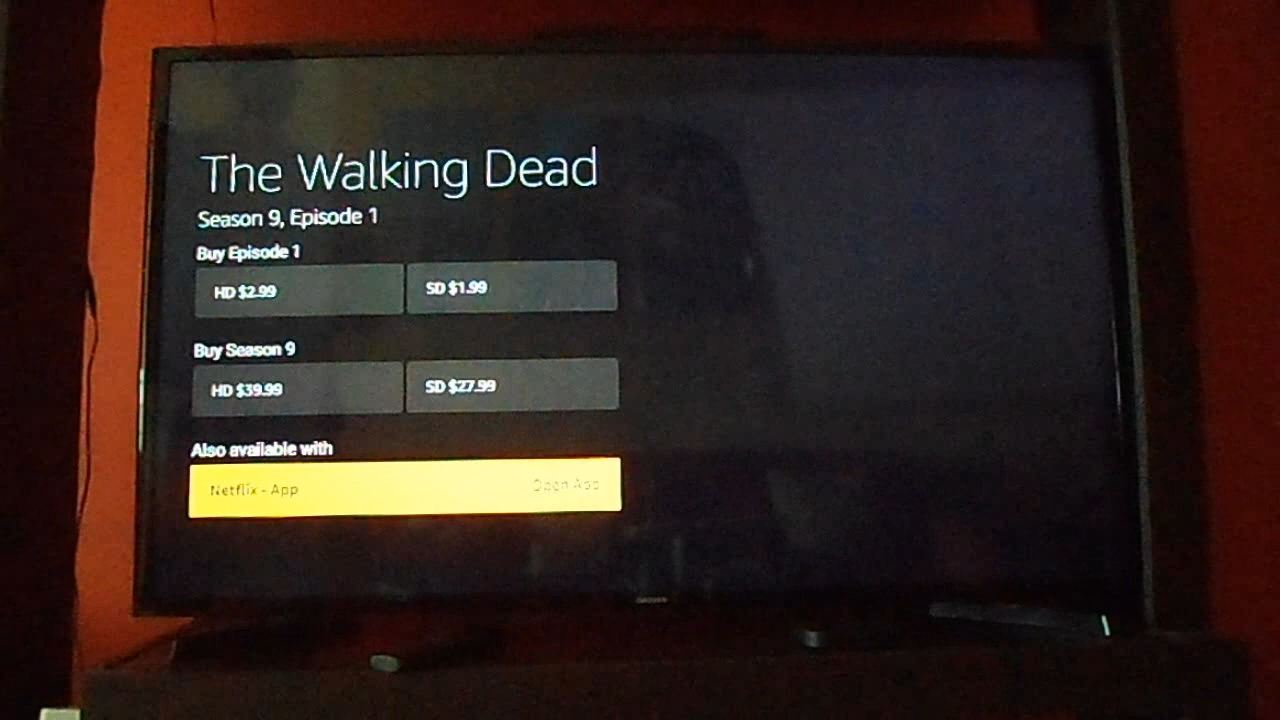 The Walking Dead
Season 9, Episode 1
Buy Episode 1
HD $2.99 SD $1.99
Buy Season 9
HD $39.99 SD $27.99
Also available with
Netflix - App Open App